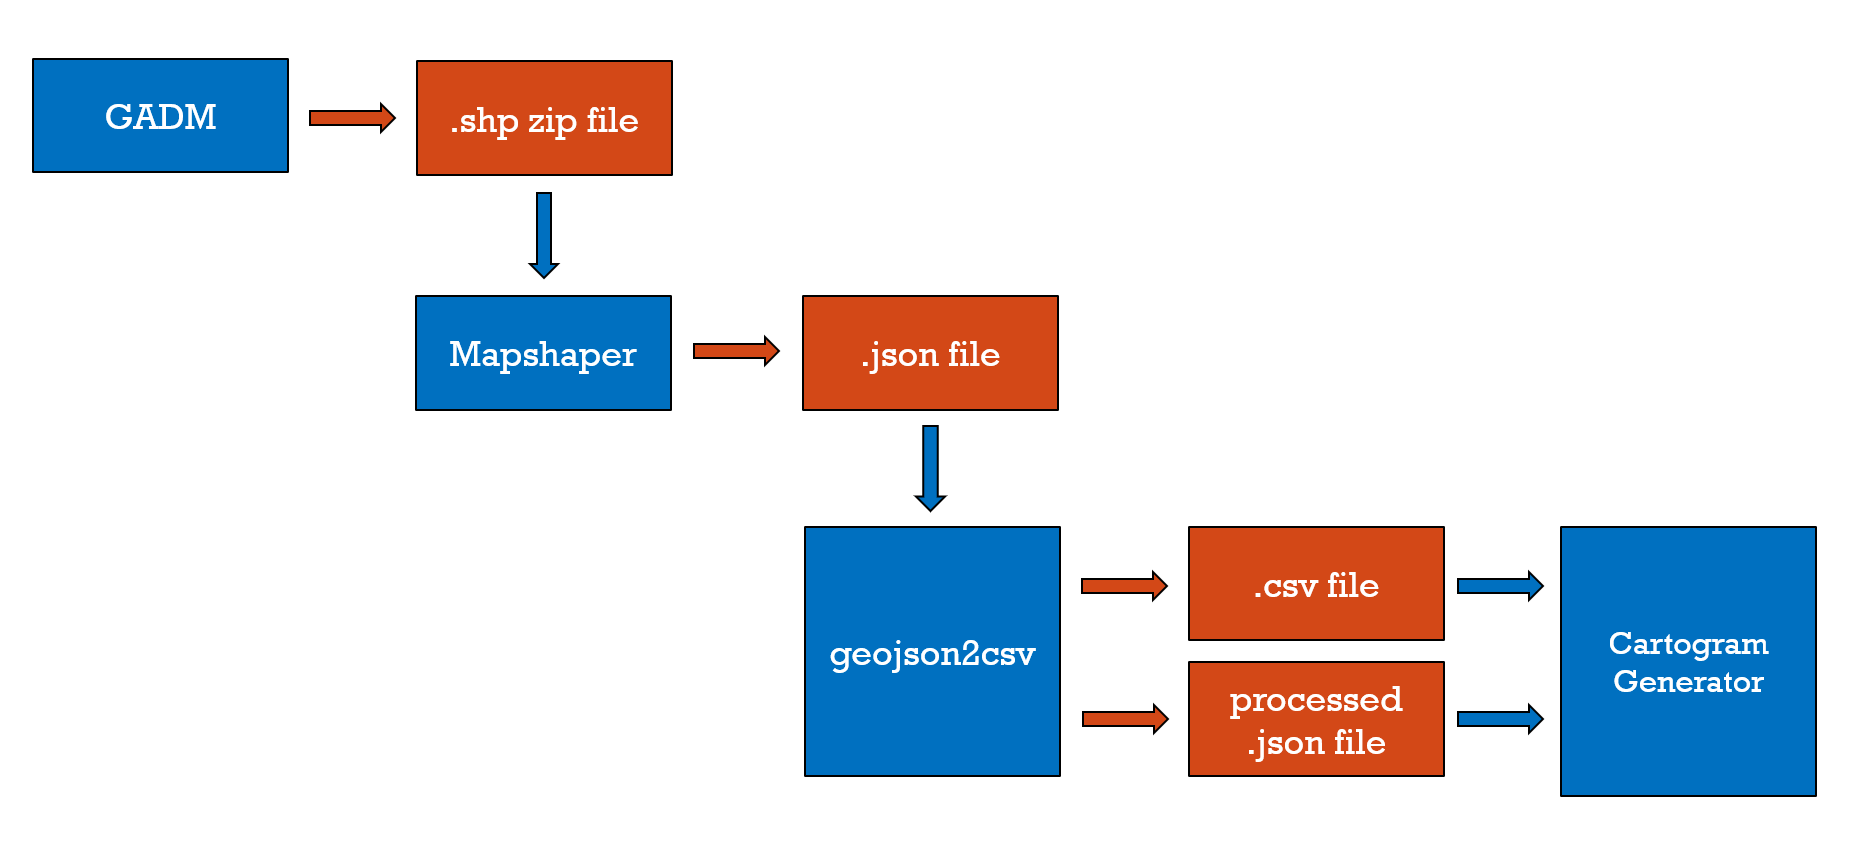 GADM
.shp zip file
Mapshaper
.json file
geojson2csv
.csv file
processed
.json file
Cartogram
Generator